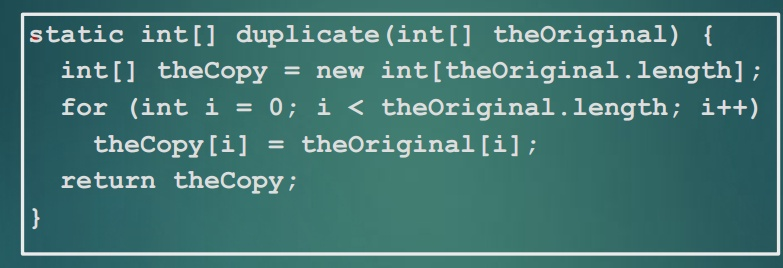 static int[] duplicate(int[] theOriginal) {
int[] theCopy = new int[theOriginal.length];
for (int i = 0; i < theOriginal.length; i++)
theCopy[i] = theOriginal[i];
return theCopy;
}